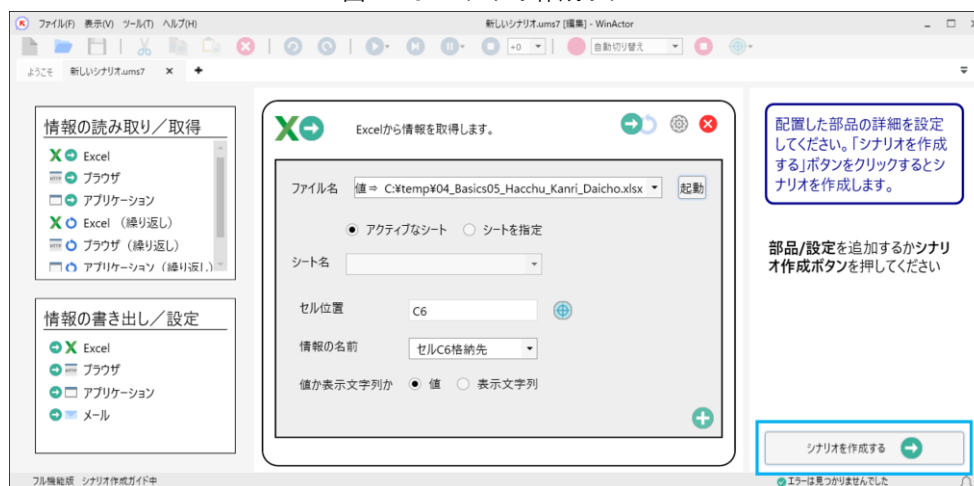 ファイル(F) 表示(V) ツール(T) ヘルプ(H) 新しいシナリオ.ums7 [編集] - WinActor
+0 自動切り替え
ようこそ 新しいシナリオ.ums7
情報の読み取り／取得
Excel
ブラウザ
アプリケーション
Excel （繰り返し）
ブラウザ（繰り返し）
アプリケーション（繰り返し）
情報の書き出し／設定
Excel
ブラウザ
アプリケーション
メール
Excelから情報を取得します。
ファイル名 値⇒ C:¥temp¥04_Basics05_Hacchu_Kanri_Daicho.xlsx 起動
アクティブなシート シートを指定
シート名
セル位置 C6
情報の名前 セルC6格納先
値か表示文字列か 値 表示文字列
配置した部品の詳細を設定
してください。「シナリオを作成
する」ボタンをクリックするとシ
ナリオを作成します。
部品/設定を追加するかシナリ
オ作成ボタンを押してください
シナリオを作成する
フル機能版 シナリオ作成ガイド中 エラーは見つかりませんでした